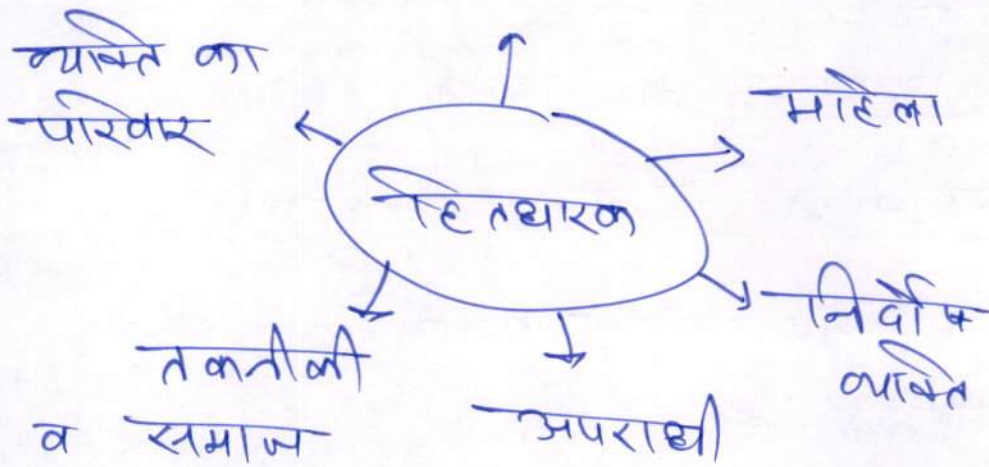 व्यक्ति का
परिवार
महिला
हितधारक
निर्दोष
व्यक्ति
तकनीकी
व समाज
अपराधी